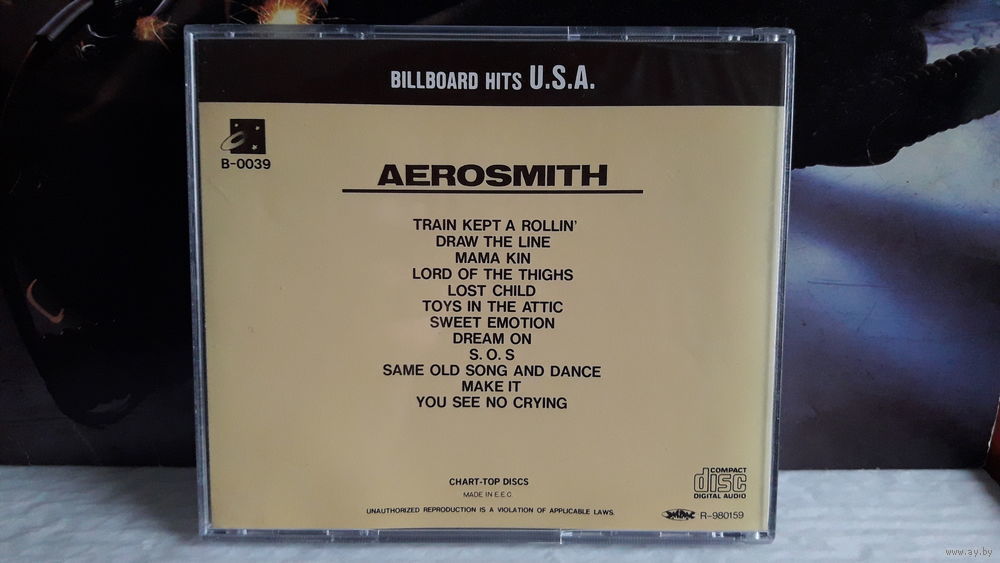 BILLBOARD HITS U.S.A.
B-0039
AEROSMITH
TRAIN KEPT A ROLLIN'
DRAW THE LINE
MAMA KIN
LORD OF THE THIGHS
LOST CHILD
TOYS IN THE ATTIC
SWEET EMOTION
DREAM ON
S. O. S
SAME OLD SONG AND DANCE
MAKE IT
YOU SEE NO CRYING
CHART-TOP DISCS
MADE IN E.E.C.
UNAUTHORIZED REPRODUCTION IS A VIOLATION OF APPLICABLE LAWS.
COMPACT
disc
DIGITAL AUDIO
R-980159
www.ay.by